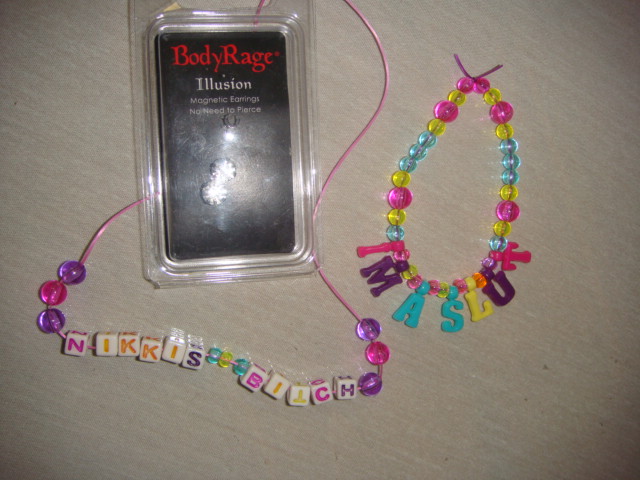 BodyRage®
Illusion
Magnetic Earrings
No Need to Pierce
IMASLUT
NIKKIS BITCH